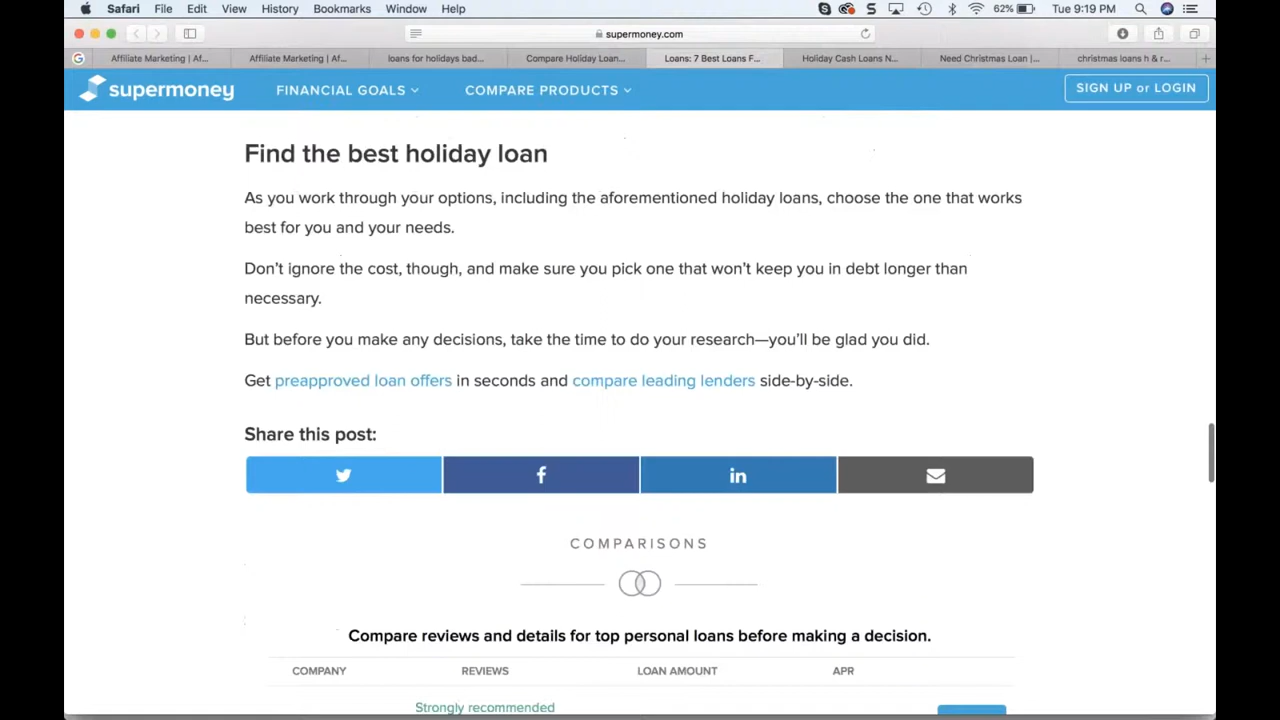 Safari File Edit View History Bookmarks Window Help 62% Tue 9:19 PM
supermoney.com
Affiliate Marketing | Af... Affiliate Marketing | Af... loans for holidays bad... Compare Holiday Loan... Loans: 7 Best Loans F... Holiday Cash Loans N... Need Christmas Loan |... christmas loans h & r...
supermoney FINANCIAL GOALS COMPARE PRODUCTS SIGN UP or LOGIN
Find the best holiday loan
As you work through your options, including the aforementioned holiday loans, choose the one that works
best for you and your needs.
Don’t ignore the cost, though, and make sure you pick one that won’t keep you in debt longer than
necessary.
But before you make any decisions, take the time to do your research—you’ll be glad you did.
Get preapproved loan offers in seconds and compare leading lenders side-by-side.
Share this post:
COMPARISONS
Compare reviews and details for top personal loans before making a decision.
COMPANY REVIEWS LOAN AMOUNT APR
Strongly recommended